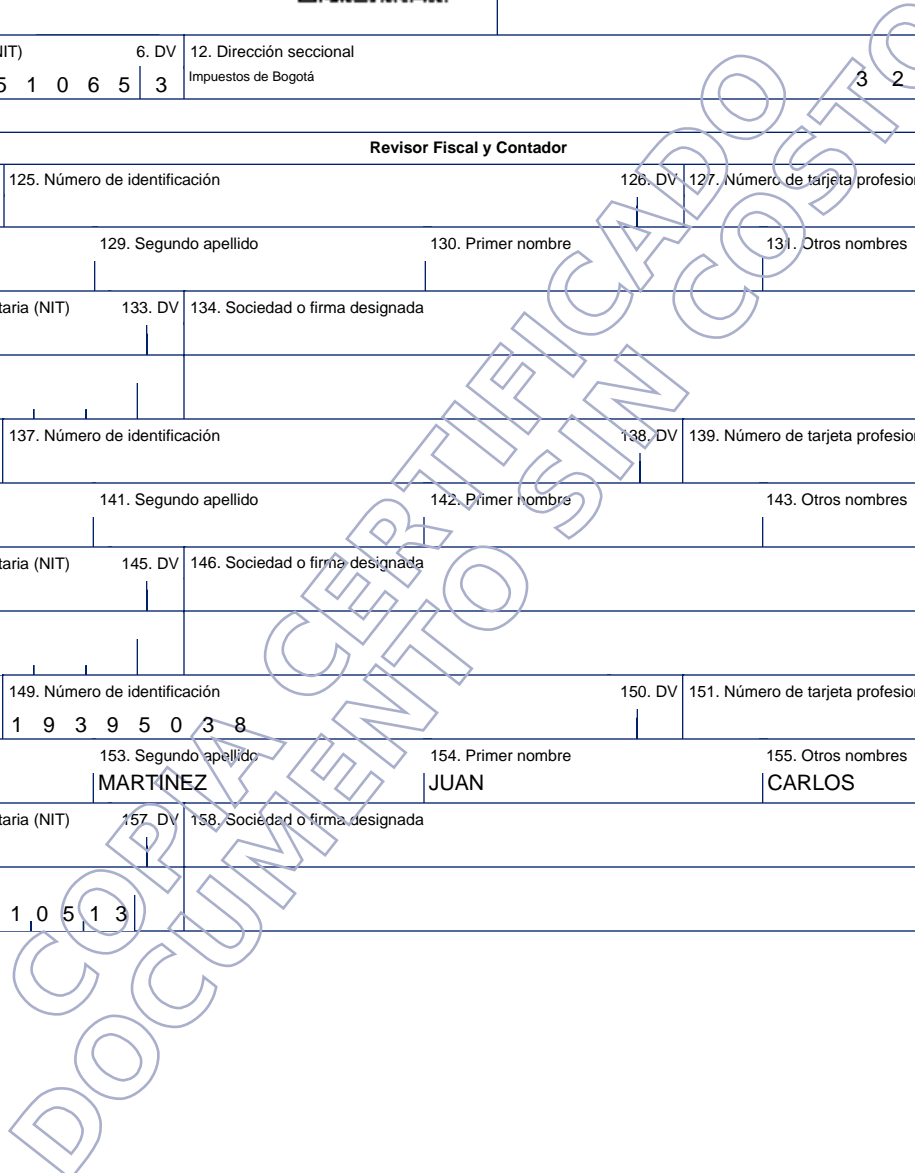 NIT) 6. DV 12. Dirección seccional
5 1 0 6 5 3 Impuestos de Bogotá 3 2
Revisor Fiscal y Contador
125. Número de identificación 126. DV 127. Número de tarjeta profesion
129. Segundo apellido 130. Primer nombre 131. Otros nombres
taria (NIT) 133. DV 134. Sociedad o firma designada
137. Número de identificación 138. DV 139. Número de tarjeta profesion
141. Segundo apellido 142. Primer nombre 143. Otros nombres
taria (NIT) 145. DV 146. Sociedad o firma designada
149. Número de identificación 150. DV 151. Número de tarjeta profesion
1 9 3 9 5 0 3 8
153. Segundo apellido 154. Primer nombre 155. Otros nombres
MARTINEZ JUAN CARLOS
taria (NIT) 157. DV 158. Sociedad o firma designada
1 0 5 1 3
COPIA CERTIFICADO
DOCUMENTO SIN COSTO